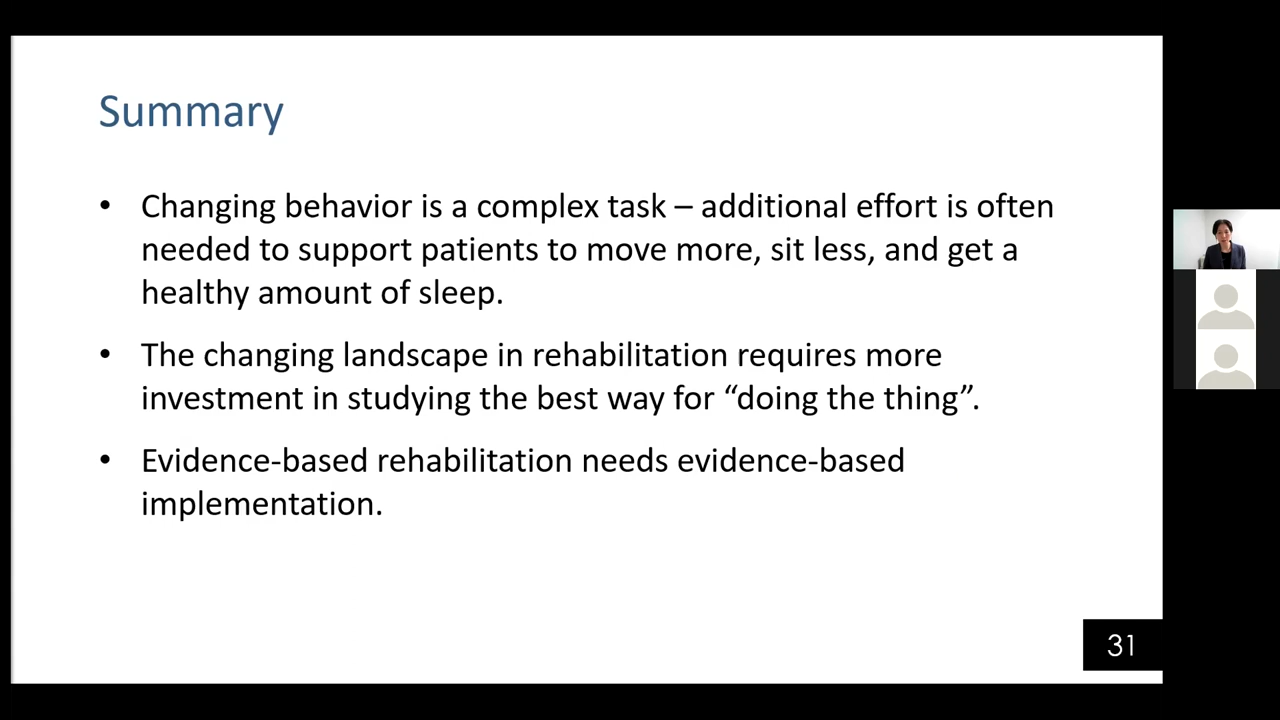 Summary
• Changing behavior is a complex task – additional effort is often
needed to support patients to move more, sit less, and get a
healthy amount of sleep.
• The changing landscape in rehabilitation requires more
investment in studying the best way for “doing the thing”.
• Evidence-based rehabilitation needs evidence-based
implementation.
31